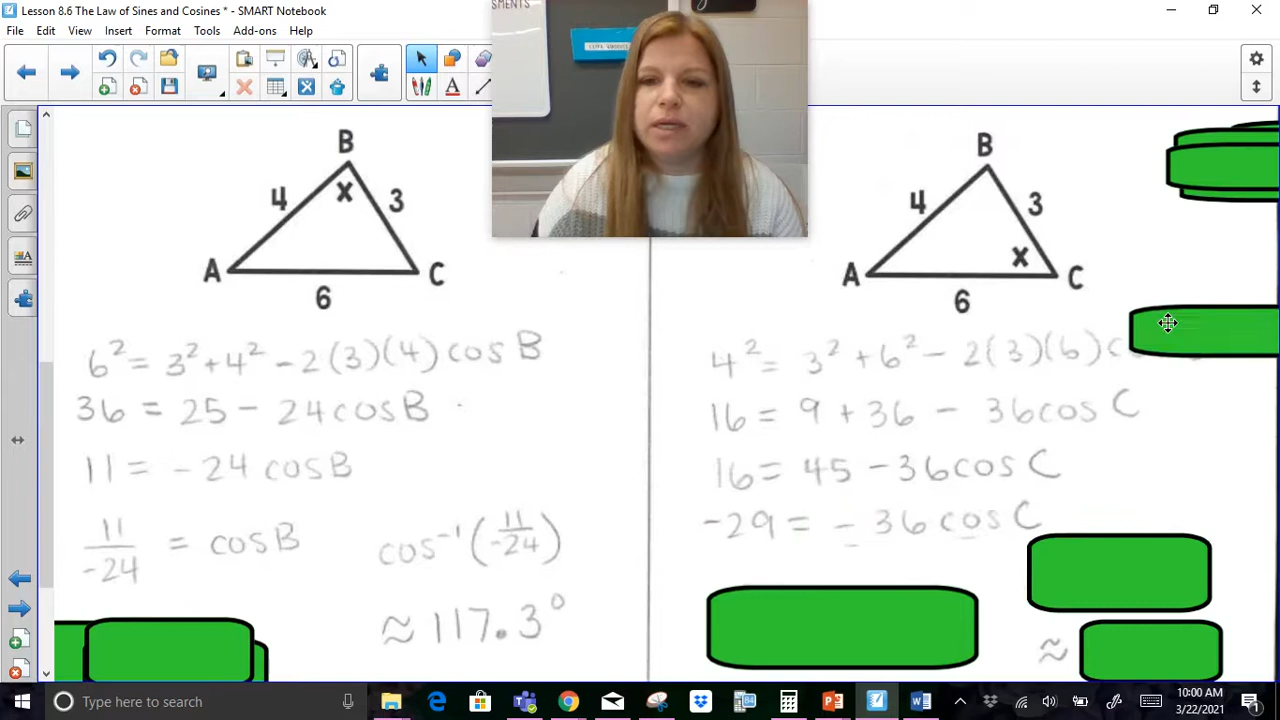 Lesson 8.6 The Law of Sines and Cosines * - SMART Notebook
File Edit View Insert Format Tools Add-ons Help
B
4 x 3
A C
6
6² = 3² + 4² - 2(3)(4) cos B
36 = 25 - 24 cos B
11 = -24 cos B
11/-24 = cos B
cos⁻¹(11/-24)
≈ 117.3°
B
4 3
x
A C
6
4² = 3² + 6² - 2(3)(6) c
16 = 9 + 36 - 36 cos C
16 = 45 - 36 cos C
-29 = -36 cos C
≈
Type here to search
10:00 AM
3/22/2021